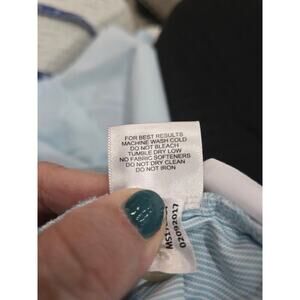 FOR BEST RESULTS
MACHINE WASH COLD
DO NOT BLEACH
TUMBLE DRY LOW
NO FABRIC SOFTENERS
DO NOT DRY CLEAN
DO NOT IRON
02092017